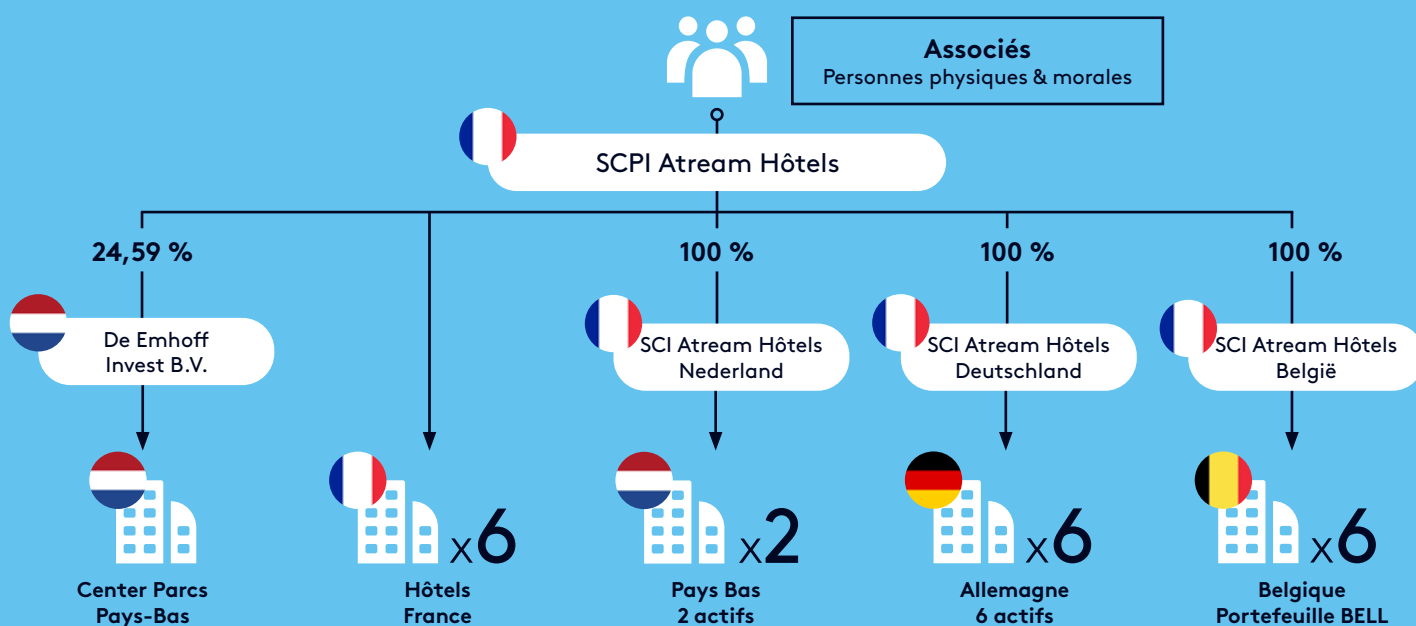 Associés
Personnes physiques & morales
SCPI Atream Hôtels
24,59 %
100 %
100 %
100 %
De Emhoff
Invest B.V.
SCI Atream Hôtels
Nederland
SCI Atream Hôtels
Deutschland
SCI Atream Hôtels
België
x6
x2
x6
x6
Center Parcs
Pays-Bas
Hôtels
France
Pays Bas
2 actifs
Allemagne
6 actifs
Belgique
Portefeuille BELL